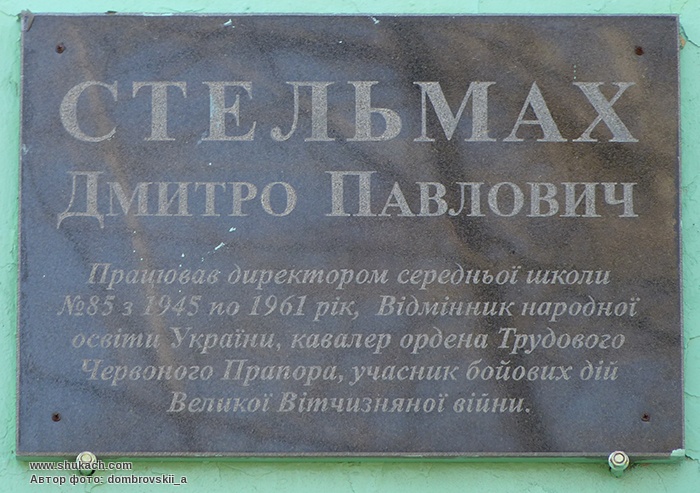 СТЕЛЬМАХ
Дмитро Павлович
Працював директором середньої школи
№85 з 1945 по 1961 рік, Відмінник народної
освіти України, кавалер ордена Трудового
Червоного Прапора, учасник бойових дій
Великої Вітчизняної війни.
www.shukach.com
Автор фото: dombrovskii_a